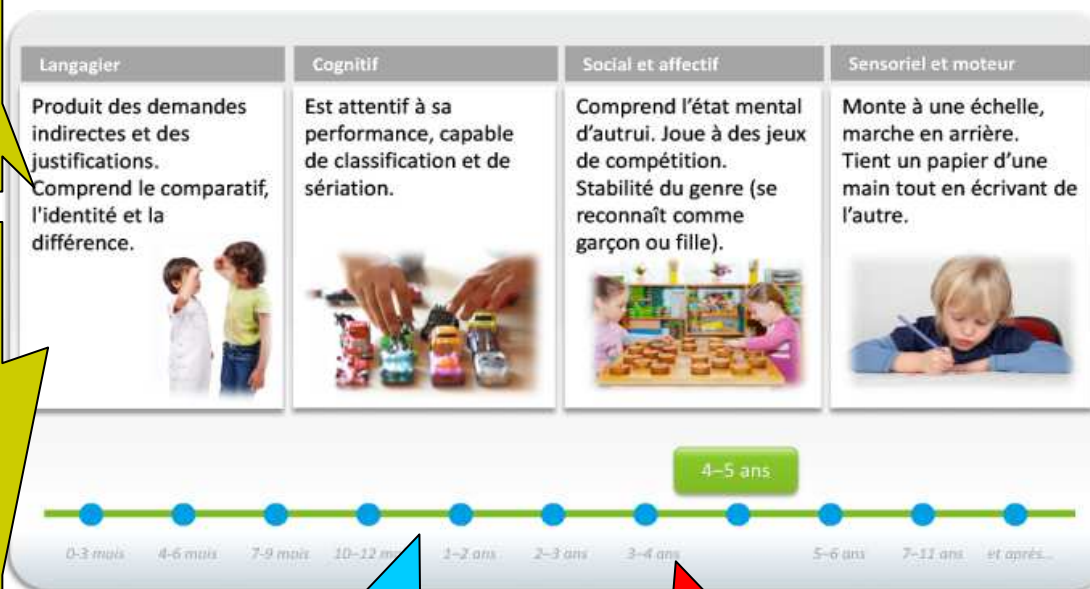 Langagier
Produit des demandes
indirectes et des
justifications.
Comprend le comparatif,
l'identité et la
différence.
Cognitif
Est attentif à sa
performance, capable
de classification et de
sériation.
Social et affectif
Comprend l’état mental
d’autrui. Joue à des jeux
de compétition.
Stabilité du genre (se
reconnaît comme
garçon ou fille).
Sensoriel et moteur
Monte à une échelle,
marche en arrière.
Tient un papier d’une
main tout en écrivant de
l’autre.
4–5 ans
0-3 mois 4-6 mois 7-9 mois 10–12 m 1–2 ans 2–3 ans 3–4 ans 5–6 ans 7–11 ans et après...